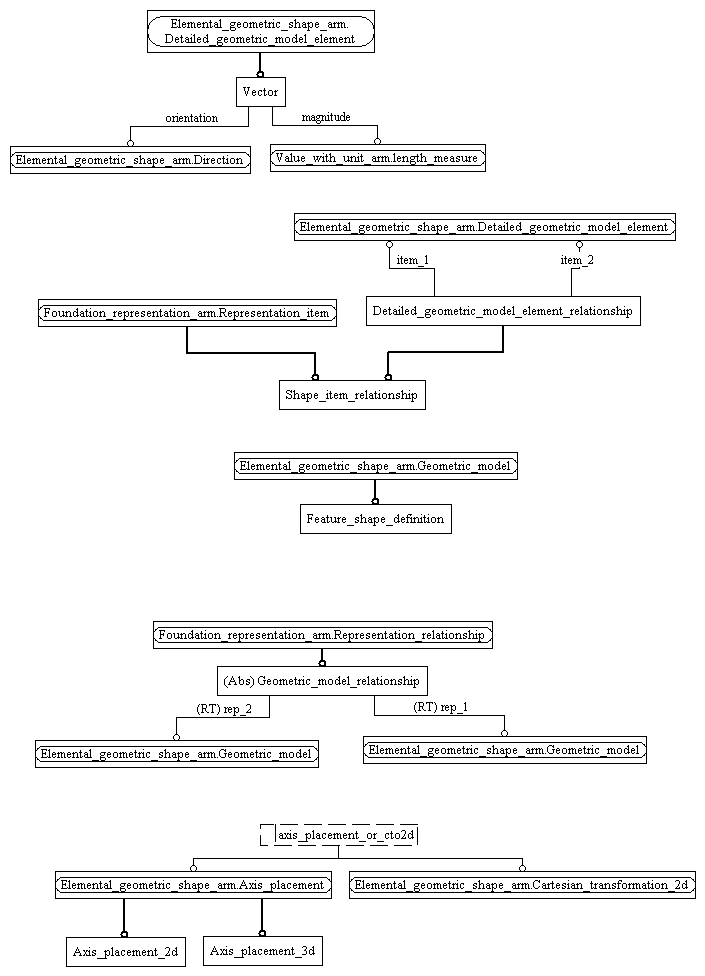 Elemental_geometric_shape_arm.
Detailed_geometric_model_element
Vector
orientation
magnitude
Elemental_geometric_shape_arm.Direction
Value_with_unit_arm.length_measure
Elemental_geometric_shape_arm.Detailed_geometric_model_element
item_1
item_2
Foundation_representation_arm.Representation_item
Detailed_geometric_model_element_relationship
Shape_item_relationship
Elemental_geometric_shape_arm.Geometric_model
Feature_shape_definition
Foundation_representation_arm.Representation_relationship
(Abs) Geometric_model_relationship
(RT) rep_2
(RT) rep_1
Elemental_geometric_shape_arm.Geometric_model
Elemental_geometric_shape_arm.Geometric_model
axis_placement_or_cto2d
Elemental_geometric_shape_arm.Axis_placement
Elemental_geometric_shape_arm.Cartesian_transformation_2d
Axis_placement_2d
Axis_placement_3d